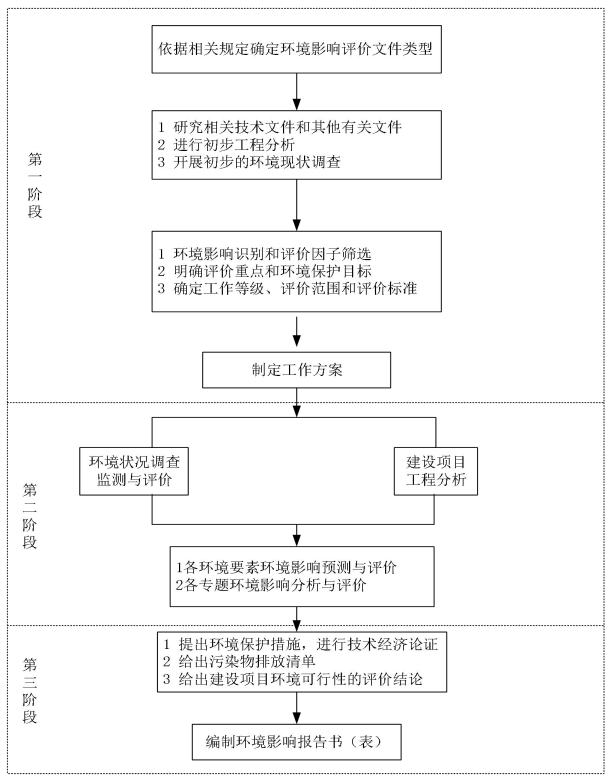 依据相关规定确定环境影响评价文件类型
1 研究相关技术文件和其他有关文件
2 进行初步工程分析
3 开展初步的环境现状调查
第一阶段
1 环境影响识别和评价因子筛选
2 明确评价重点和环境保护目标
3 确定工作等级、评价范围和评价标准
制定工作方案
环境状况调查
监测与评价
建设项目
工程分析
第二阶段
1各环境要素环境影响预测与评价
2各专题环境影响分析与评价
1 提出环境保护措施，进行技术经济论证
2 给出污染物排放清单
3 给出建设项目环境可行性的评价结论
第三阶段
编制环境影响报告书（表）